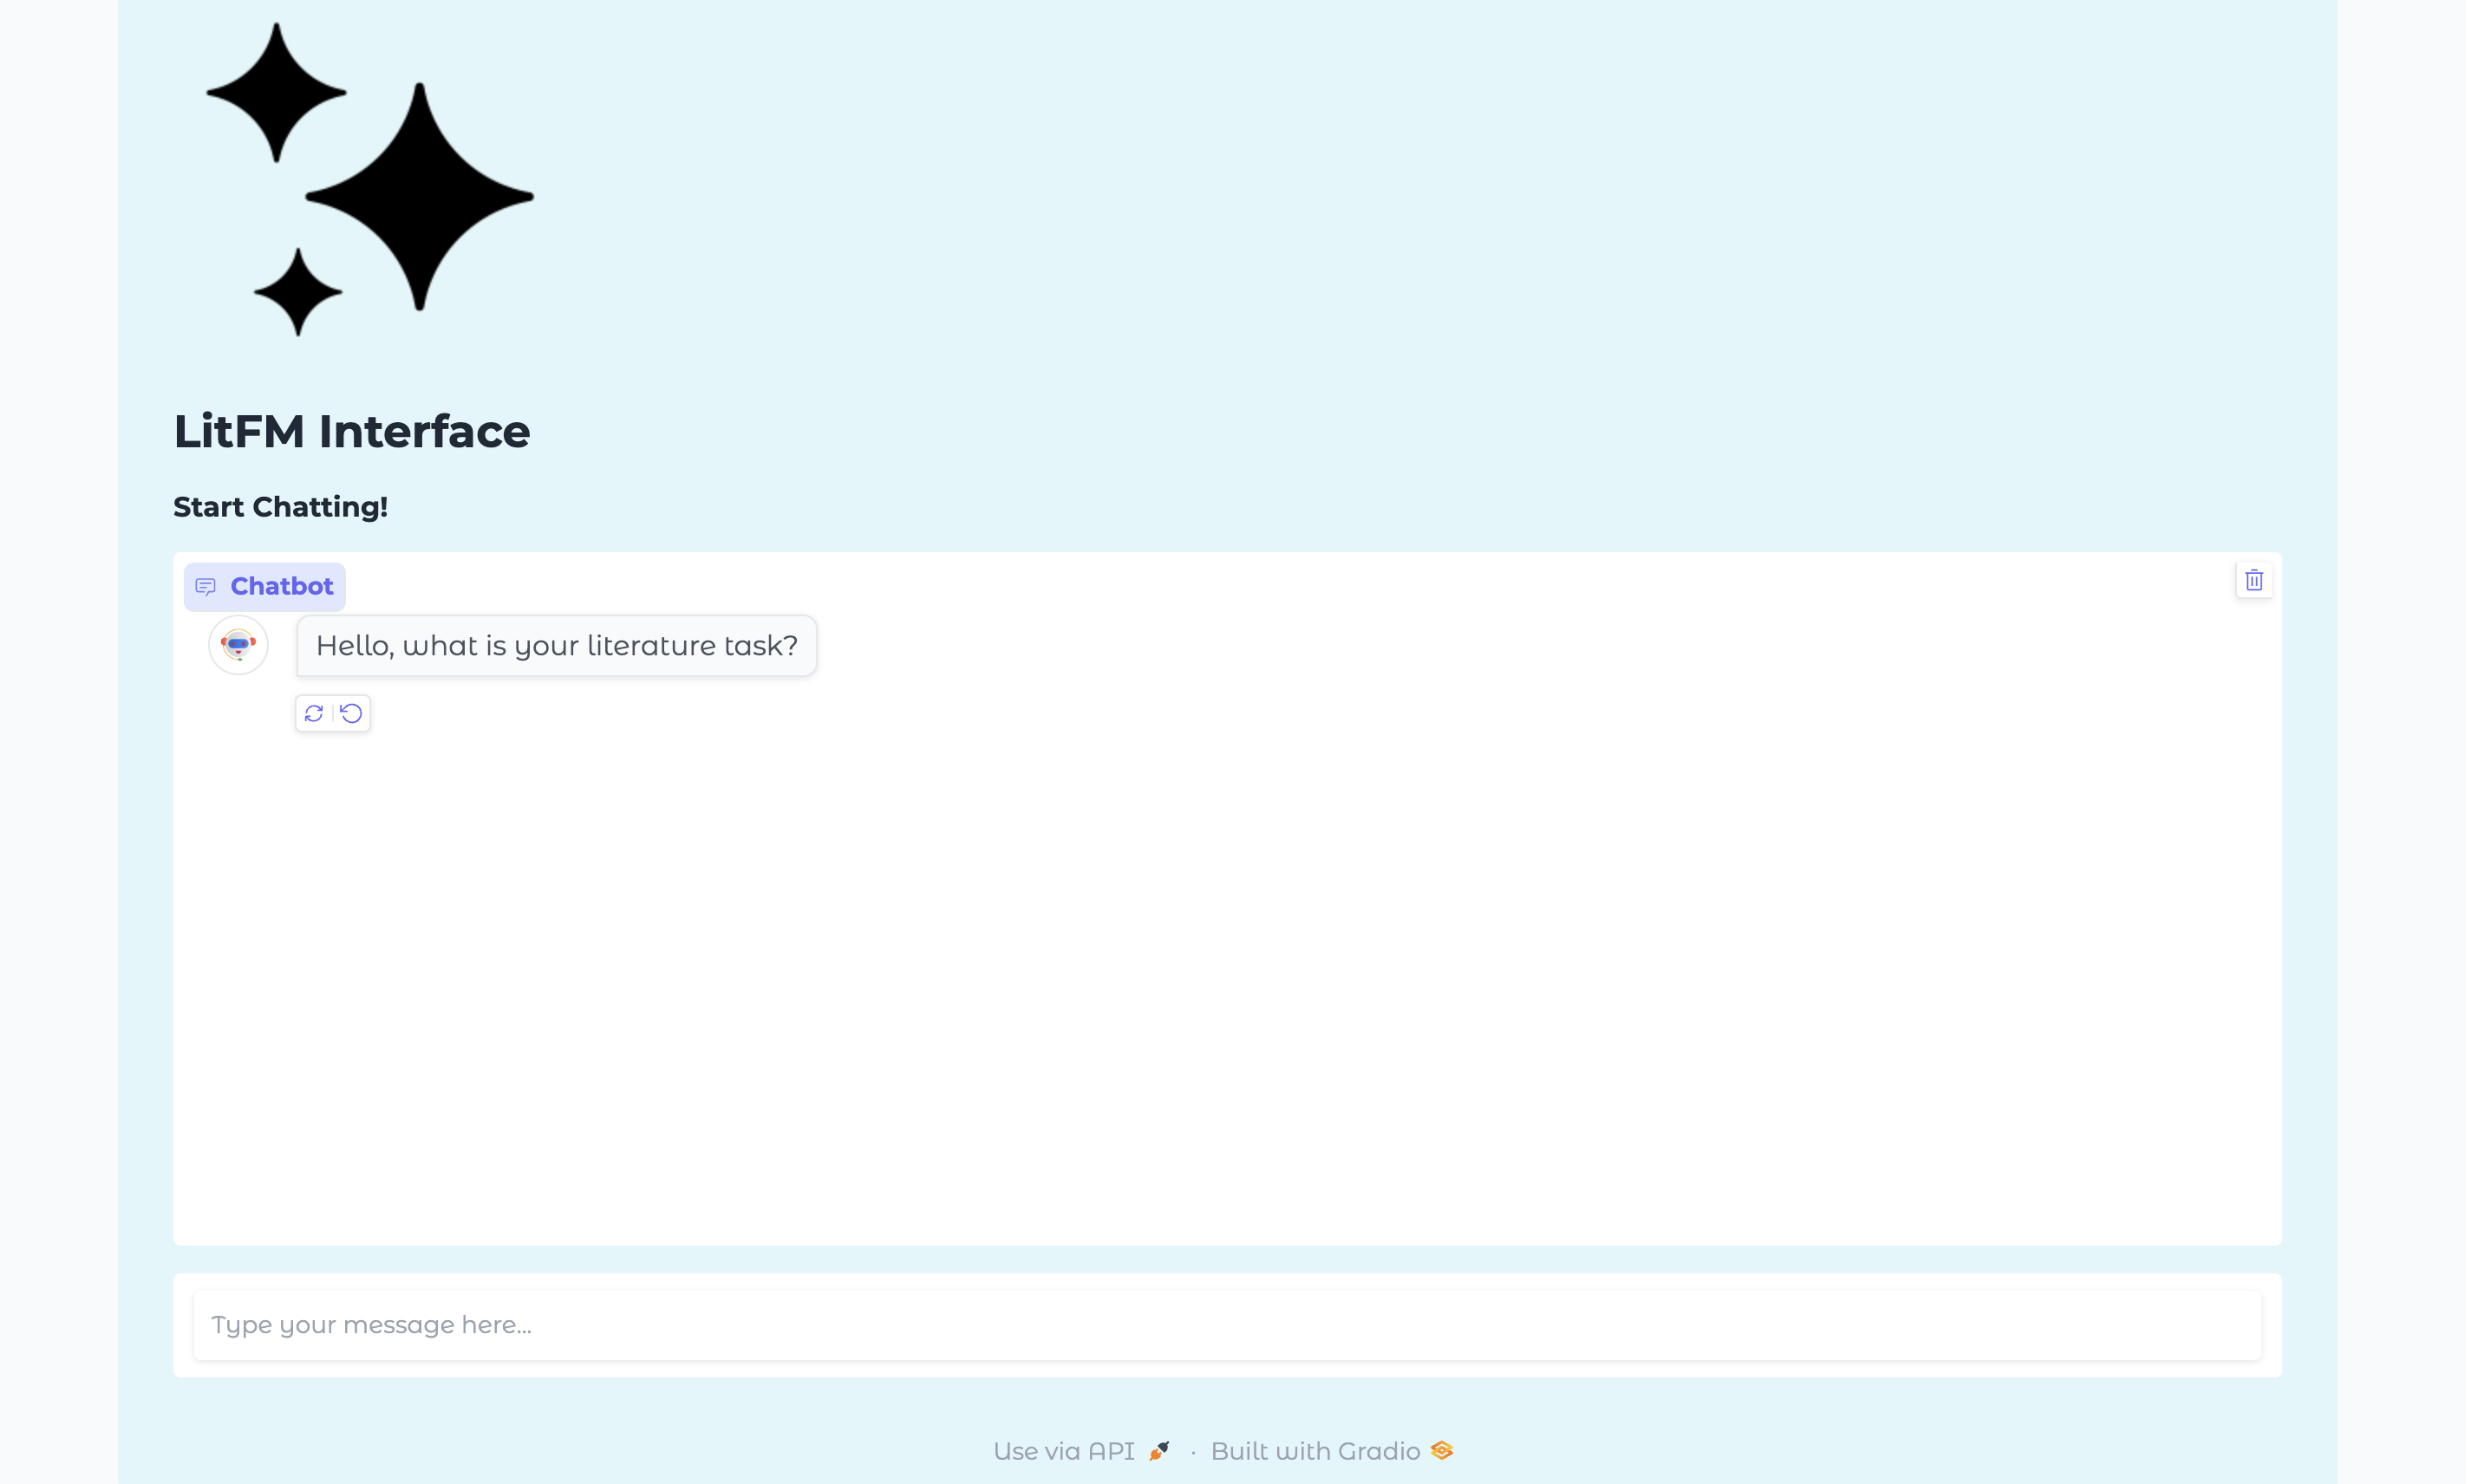 LitFM Interface
Start Chatting!
Chatbot
Hello, what is your literature task?
Type your message here...
Use via API · Built with Gradio